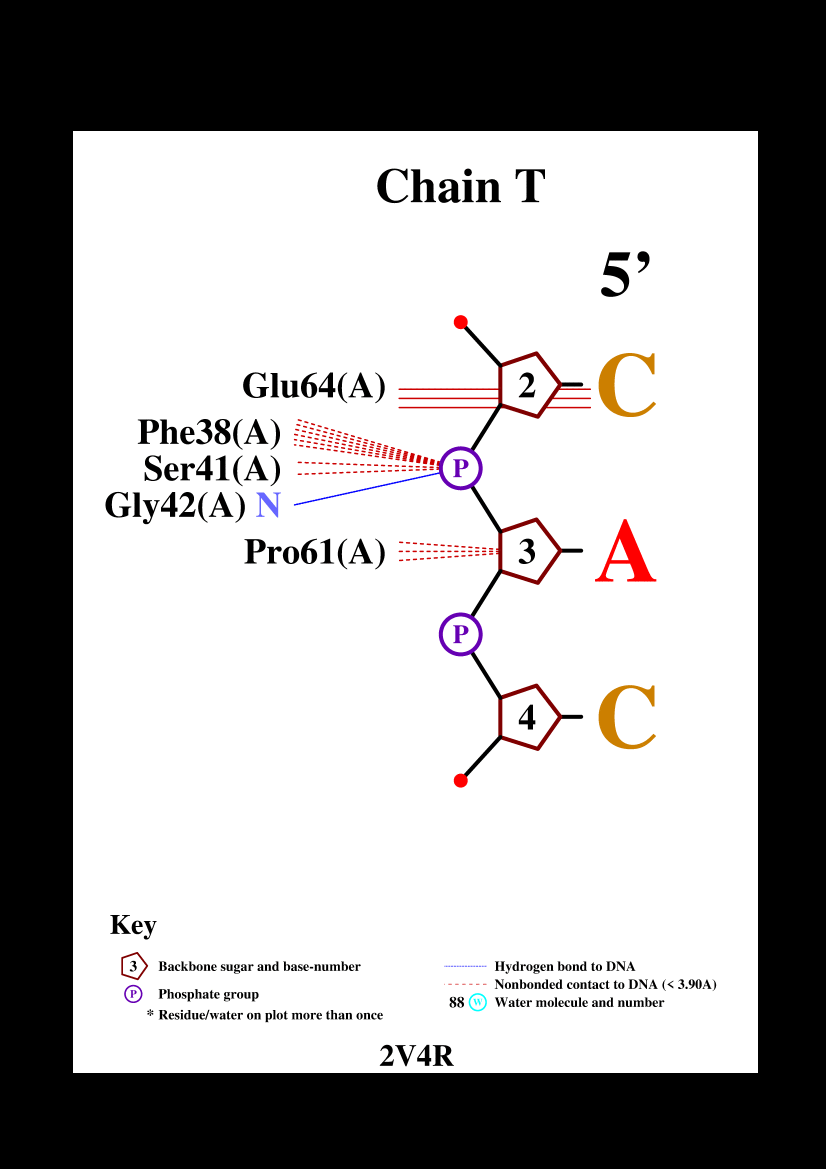 Chain T
5’
Glu64(A) 2 C
Phe38(A)
Ser41(A) P
Gly42(A) N
Pro61(A) 3 A
P
4 C
Key
3 Backbone sugar and base-number
P Phosphate group
* Residue/water on plot more than once
Hydrogen bond to DNA
Nonbonded contact to DNA (< 3.90A)
88 W Water molecule and number
2V4R